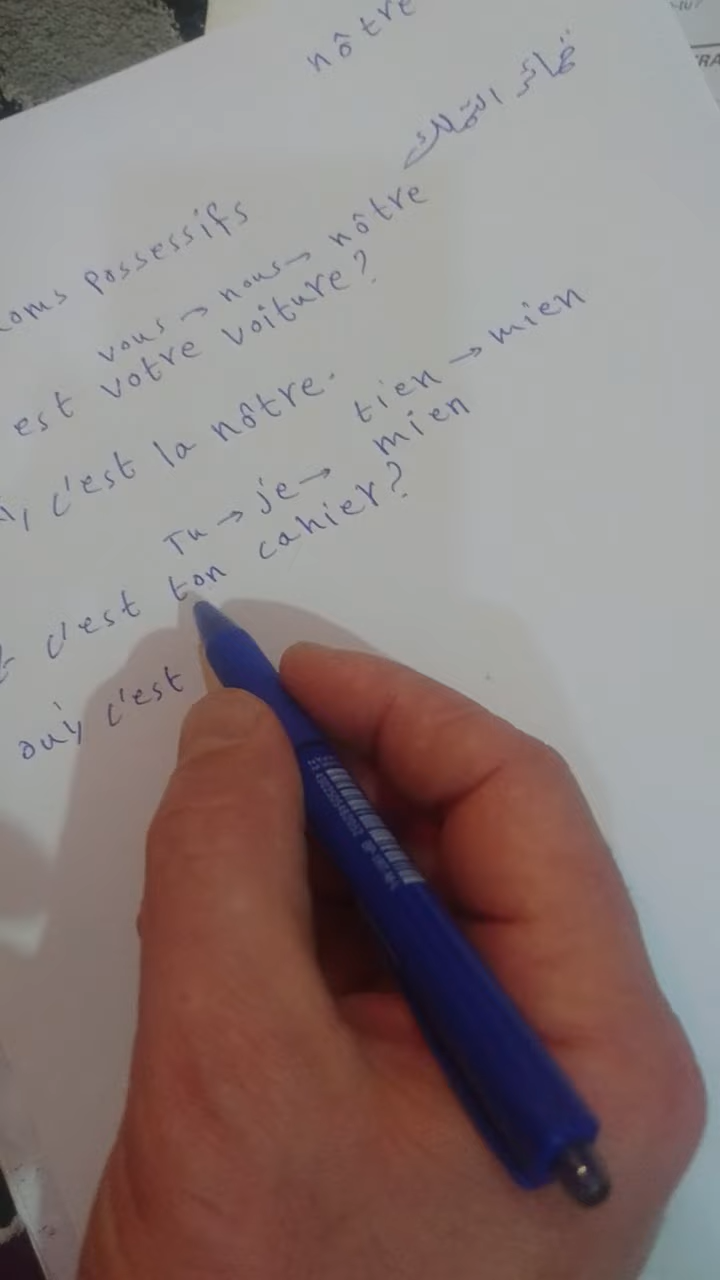 nôtre
ضمائر التملك
oms possessifs
vous → nous → nôtre
est votre voiture?
c'est la nôtre.
tien → mien
Tu → je → mien
c'est ton cahier?
oui, c'est